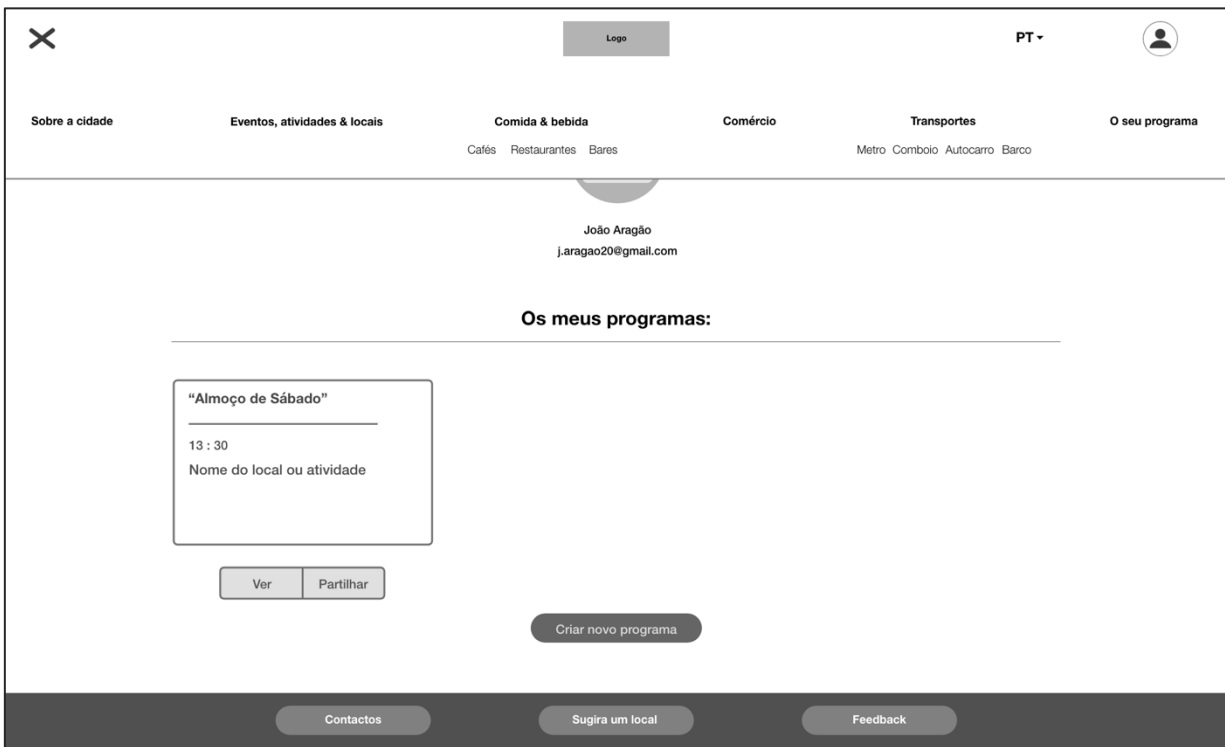 Logo
PT
Sobre a cidade Eventos, atividades & locais Comida & bebida Comércio Transportes O seu programa
Cafés Restaurantes Bares Metro Comboio Autocarro Barco
João Aragão
j.aragao20@gmail.com
Os meus programas:
“Almoço de Sábado”
13 : 30
Nome do local ou atividade
Ver Partilhar
Criar novo programa
Contactos Sugira um local Feedback